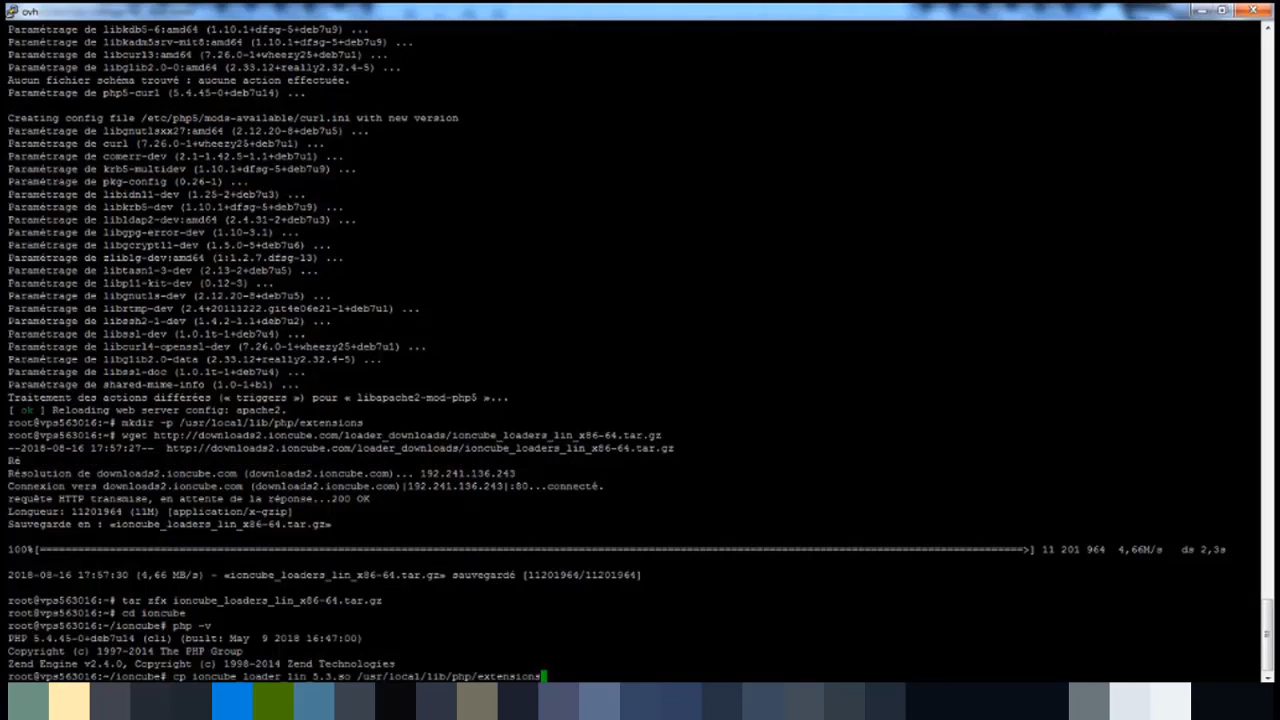 ovh
Paramétrage de libkdb5-6:amd64 (1.10.1+dfsg-5+deb7u9) ...
Paramétrage de libkadm5srv-mit8:amd64 (1.10.1+dfsg-5+deb7u9) ...
Paramétrage de libcurl3:amd64 (7.26.0-1+wheezy25+deb7u1) ...
Paramétrage de libglib2.0-0:amd64 (2.33.12+really2.32.4-5) ...
Aucun fichier schéma trouvé : aucune action effectuée.
Paramétrage de php5-curl (5.4.45-0+deb7u14) ...
Creating config file /etc/php5/mods-available/curl.ini with new version
Paramétrage de libgnutlsxx27:amd64 (2.12.20-8+deb7u5) ...
Paramétrage de curl (7.26.0-1+wheezy25+deb7u1) ...
Paramétrage de comerr-dev (2.1-1.42.5-1.1+deb7u1) ...
Paramétrage de krb5-multidev (1.10.1+dfsg-5+deb7u9) ...
Paramétrage de pkg-config (0.26-1) ...
Paramétrage de libidn11-dev (1.25-2+deb7u3) ...
Paramétrage de libkrb5-dev (1.10.1+dfsg-5+deb7u9) ...
Paramétrage de libldap2-dev:amd64 (2.4.31-2+deb7u3) ...
Paramétrage de libgpg-error-dev (1.10-3.1) ...
Paramétrage de libgcrypt11-dev (1.5.0-5+deb7u6) ...
Paramétrage de zlib1g-dev:amd64 (1:1.2.7.dfsg-13) ...
Paramétrage de libtasn1-3-dev (2.13-2+deb7u5) ...
Paramétrage de libp11-kit-dev (0.12-3) ...
Paramétrage de libgnutls-dev (2.12.20-8+deb7u5) ...
Paramétrage de librtmp-dev (2.4+20111222.git4e06e21-1+deb7u1) ...
Paramétrage de libssh2-1-dev (1.4.2-1.1+deb7u2) ...
Paramétrage de libssl-dev (1.0.1t-1+deb7u4) ...
Paramétrage de libcurl4-openssl-dev (7.26.0-1+wheezy25+deb7u1) ...
Paramétrage de libglib2.0-data (2.33.12+really2.32.4-5) ...
Paramétrage de libssl-doc (1.0.1t-1+deb7u4) ...
Paramétrage de shared-mime-info (1.0-1+b1) ...
Traitement des actions différées (« triggers ») pour « libapache2-mod-php5 »...
[ ok ] Reloading web server config: apache2.
root@vps563016:~# mkdir -p /usr/local/lib/php/extensions
root@vps563016:~# wget http://downloads2.ioncube.com/loader_downloads/ioncube_loaders_lin_x86-64.tar.gz
--2018-08-16 17:57:27--  http://downloads2.ioncube.com/loader_downloads/ioncube_loaders_lin_x86-64.tar.gz
Ré
Résolution de downloads2.ioncube.com (downloads2.ioncube.com)... 192.241.136.243
Connexion vers downloads2.ioncube.com (downloads2.ioncube.com)|192.241.136.243|:80...connecté.
requête HTTP transmise, en attente de la réponse...200 OK
Longueur: 11201964 (11M) [application/x-gzip]
Sauvegarde en : «ioncube_loaders_lin_x86-64.tar.gz»
100%[======================================>] 11 201 964  4,66M/s   ds 2,3s
2018-08-16 17:57:30 (4,66 MB/s) - «ioncube_loaders_lin_x86-64.tar.gz» sauvegardé [11201964/11201964]
root@vps563016:~# tar zfx ioncube_loaders_lin_x86-64.tar.gz
root@vps563016:~# cd ioncube
root@vps563016:~/ioncube# php -v
PHP 5.4.45-0+deb7u14 (cli) (built: May  9 2018 16:47:00)
Copyright (c) 1997-2014 The PHP Group
Zend Engine v2.4.0, Copyright (c) 1998-2014 Zend Technologies
root@vps563016:~/ioncube# cp ioncube_loader_lin_5.3.so /usr/local/lib/php/extensions